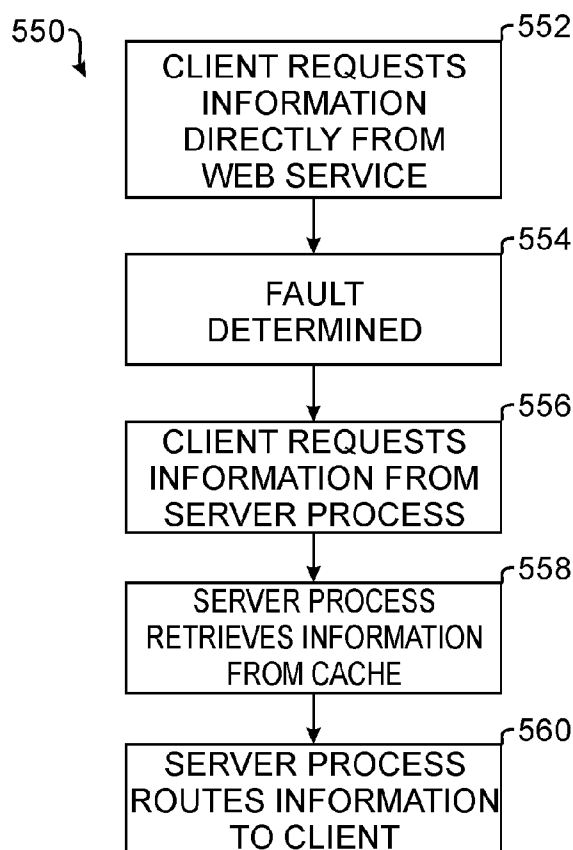 550
552
CLIENT REQUESTS
INFORMATION
DIRECTLY FROM
WEB SERVICE
554
FAULT
DETERMINED
556
CLIENT REQUESTS
INFORMATION FROM
SERVER PROCESS
558
SERVER PROCESS
RETRIEVES INFORMATION
FROM CACHE
560
SERVER PROCESS
ROUTES INFORMATION
TO CLIENT